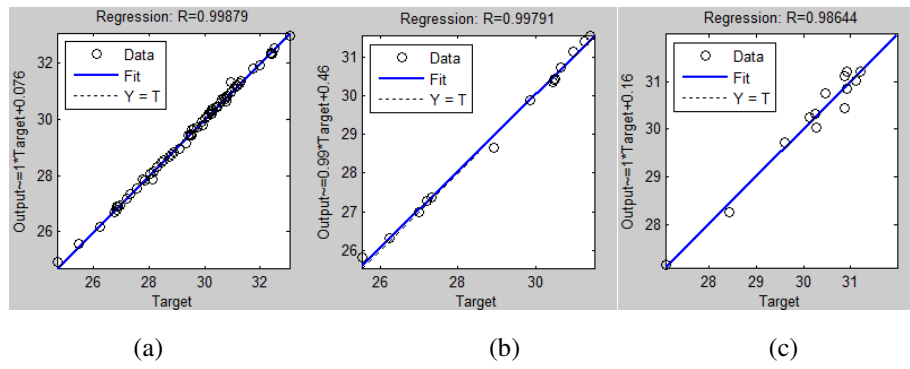 Regression: R=0.99879
Output~=1*Target+0.076
Data
Fit
Y = T
32
30
28
26
26 28 30 32
Target
(a)
Regression: R=0.99791
Output~=0.99*Target+0.46
Data
Fit
Y = T
31
30
29
28
27
26
26 28 30
Target
(b)
Regression: R=0.98644
Output~=1*Target+0.16
Data
Fit
Y = T
31
30
29
28
28 29 30 31
Target
(c)